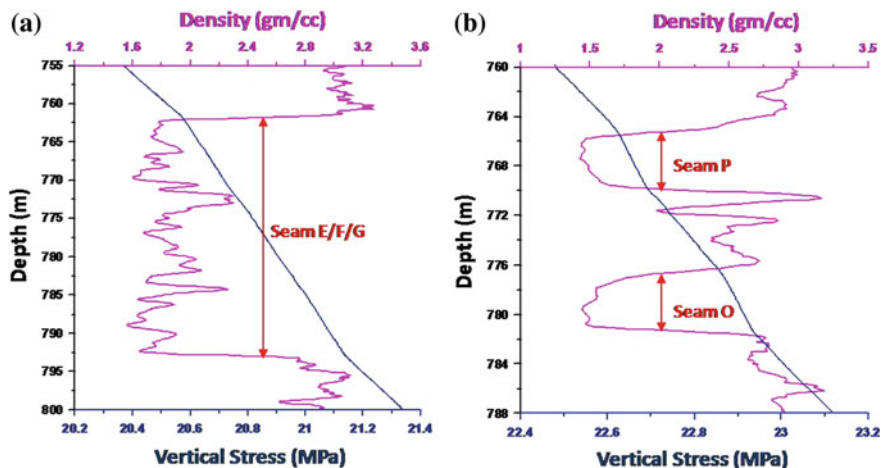 (a)
Density (gm/cc)
1.2 1.6 2 2.4 2.8 3.2 3.6
755
760
765
770
775
780
785
790
795
800
Depth (m)
Seam E/F/G
20.2 20.4 20.6 20.8 21 21.2 21.4
Vertical Stress (MPa)
(b)
Density (gm/cc)
1 1.5 2 2.5 3 3.5
760
764
768
772
776
780
784
788
Depth (m)
Seam P
Seam O
22.4 22.6 22.8 23 23.2
Vertical Stress (MPa)